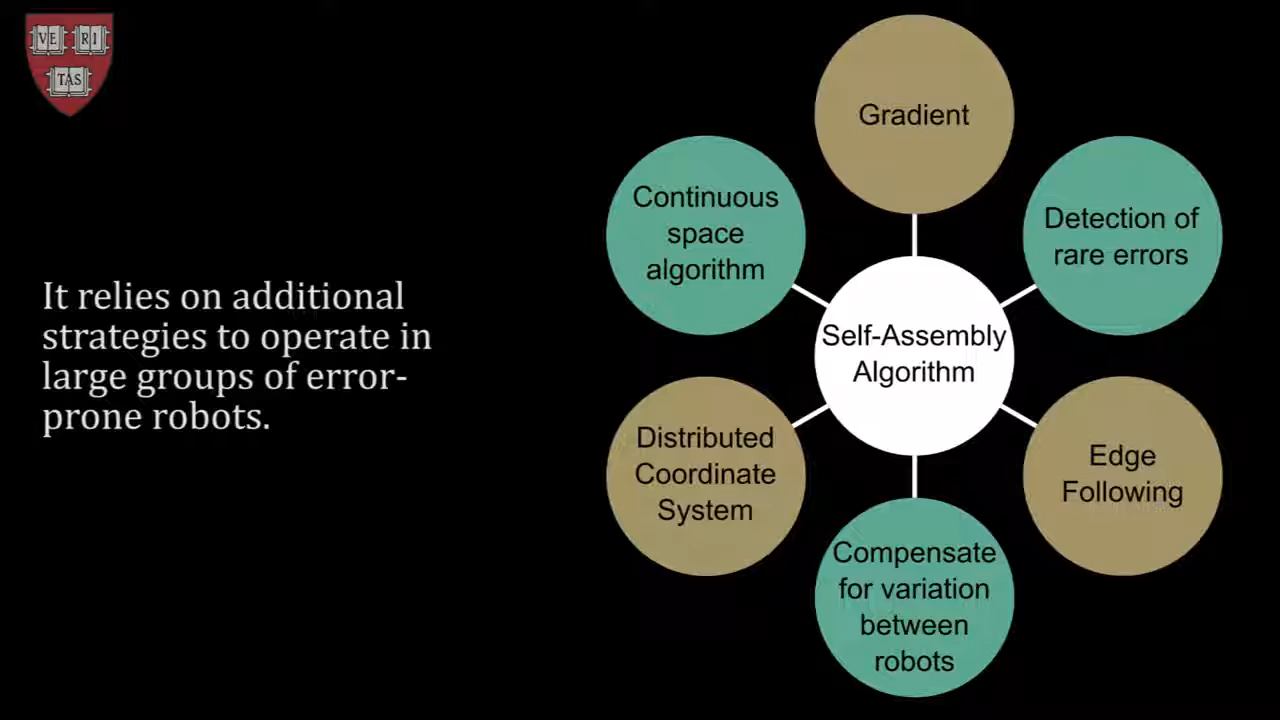 VE RI
TAS
It relies on additional
strategies to operate in
large groups of error-
prone robots.
Gradient
Continuous
space
algorithm
Detection of
rare errors
Self-Assembly
Algorithm
Distributed
Coordinate
System
Edge
Following
Compensate
for variation
between
robots